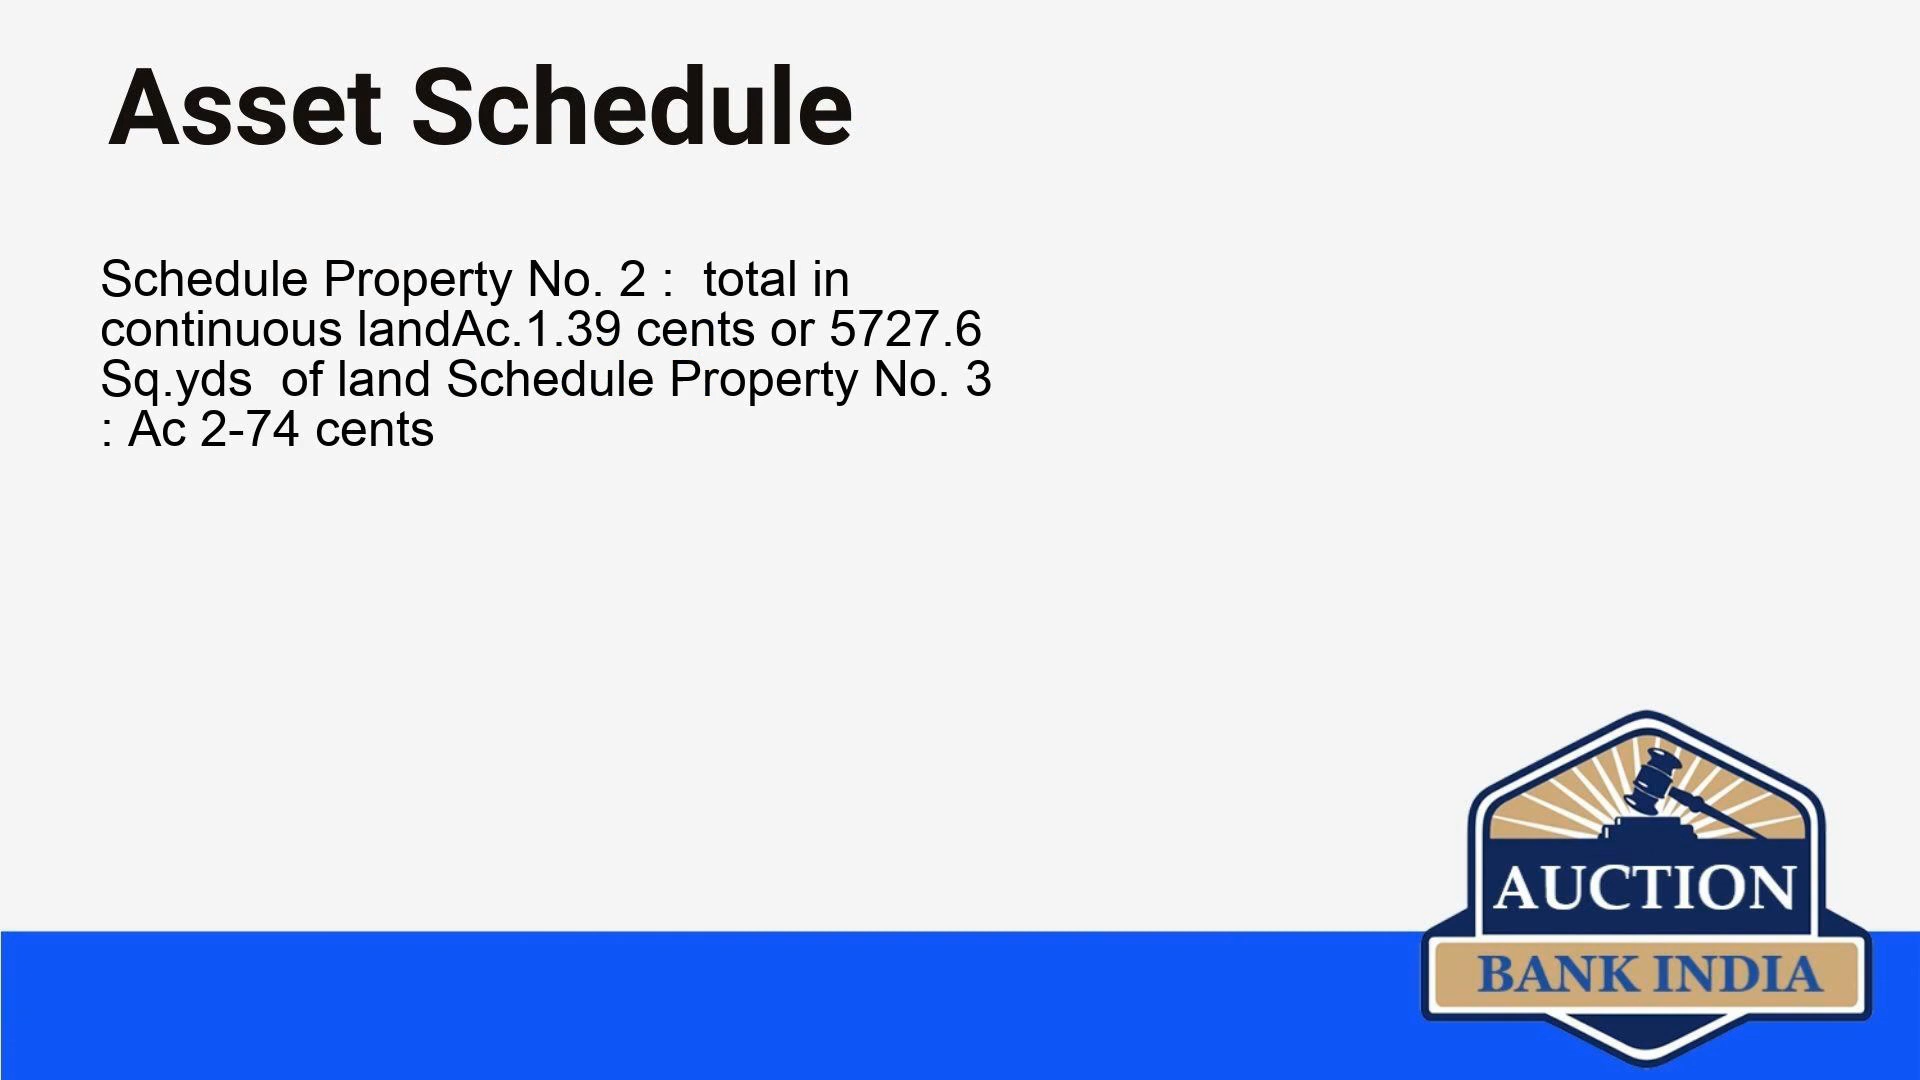 Asset Schedule
Schedule Property No. 2 :  total in
continuous landAc.1.39 cents or 5727.6
Sq.yds  of land Schedule Property No. 3
: Ac 2-74 cents
AUCTION
BANK INDIA